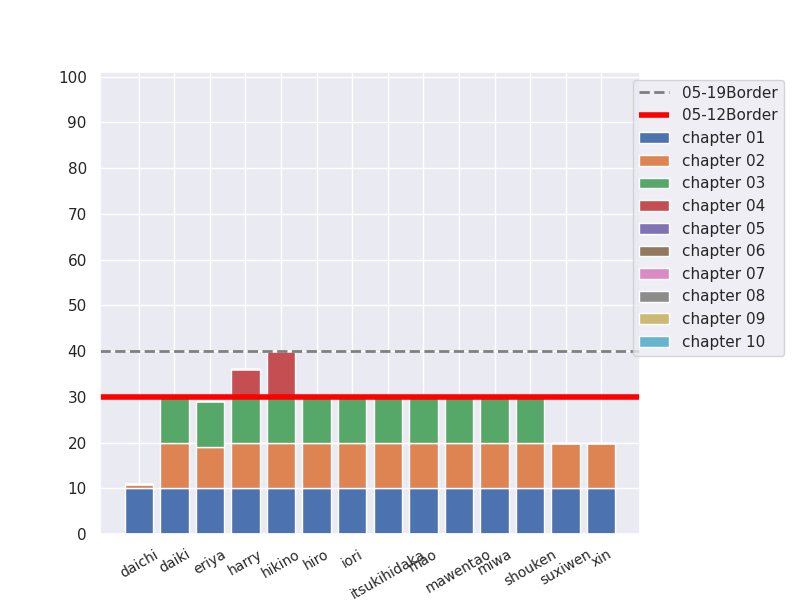 100
90
80
70
60
50
40
30
20
10
0
daichi
daiki
eriya
harry
hikino
hiro
iori
itsukihidaka
mao
mawentao
miwa
shouken
suxiwen
xin
05-19Border
05-12Border
chapter 01
chapter 02
chapter 03
chapter 04
chapter 05
chapter 06
chapter 07
chapter 08
chapter 09
chapter 10